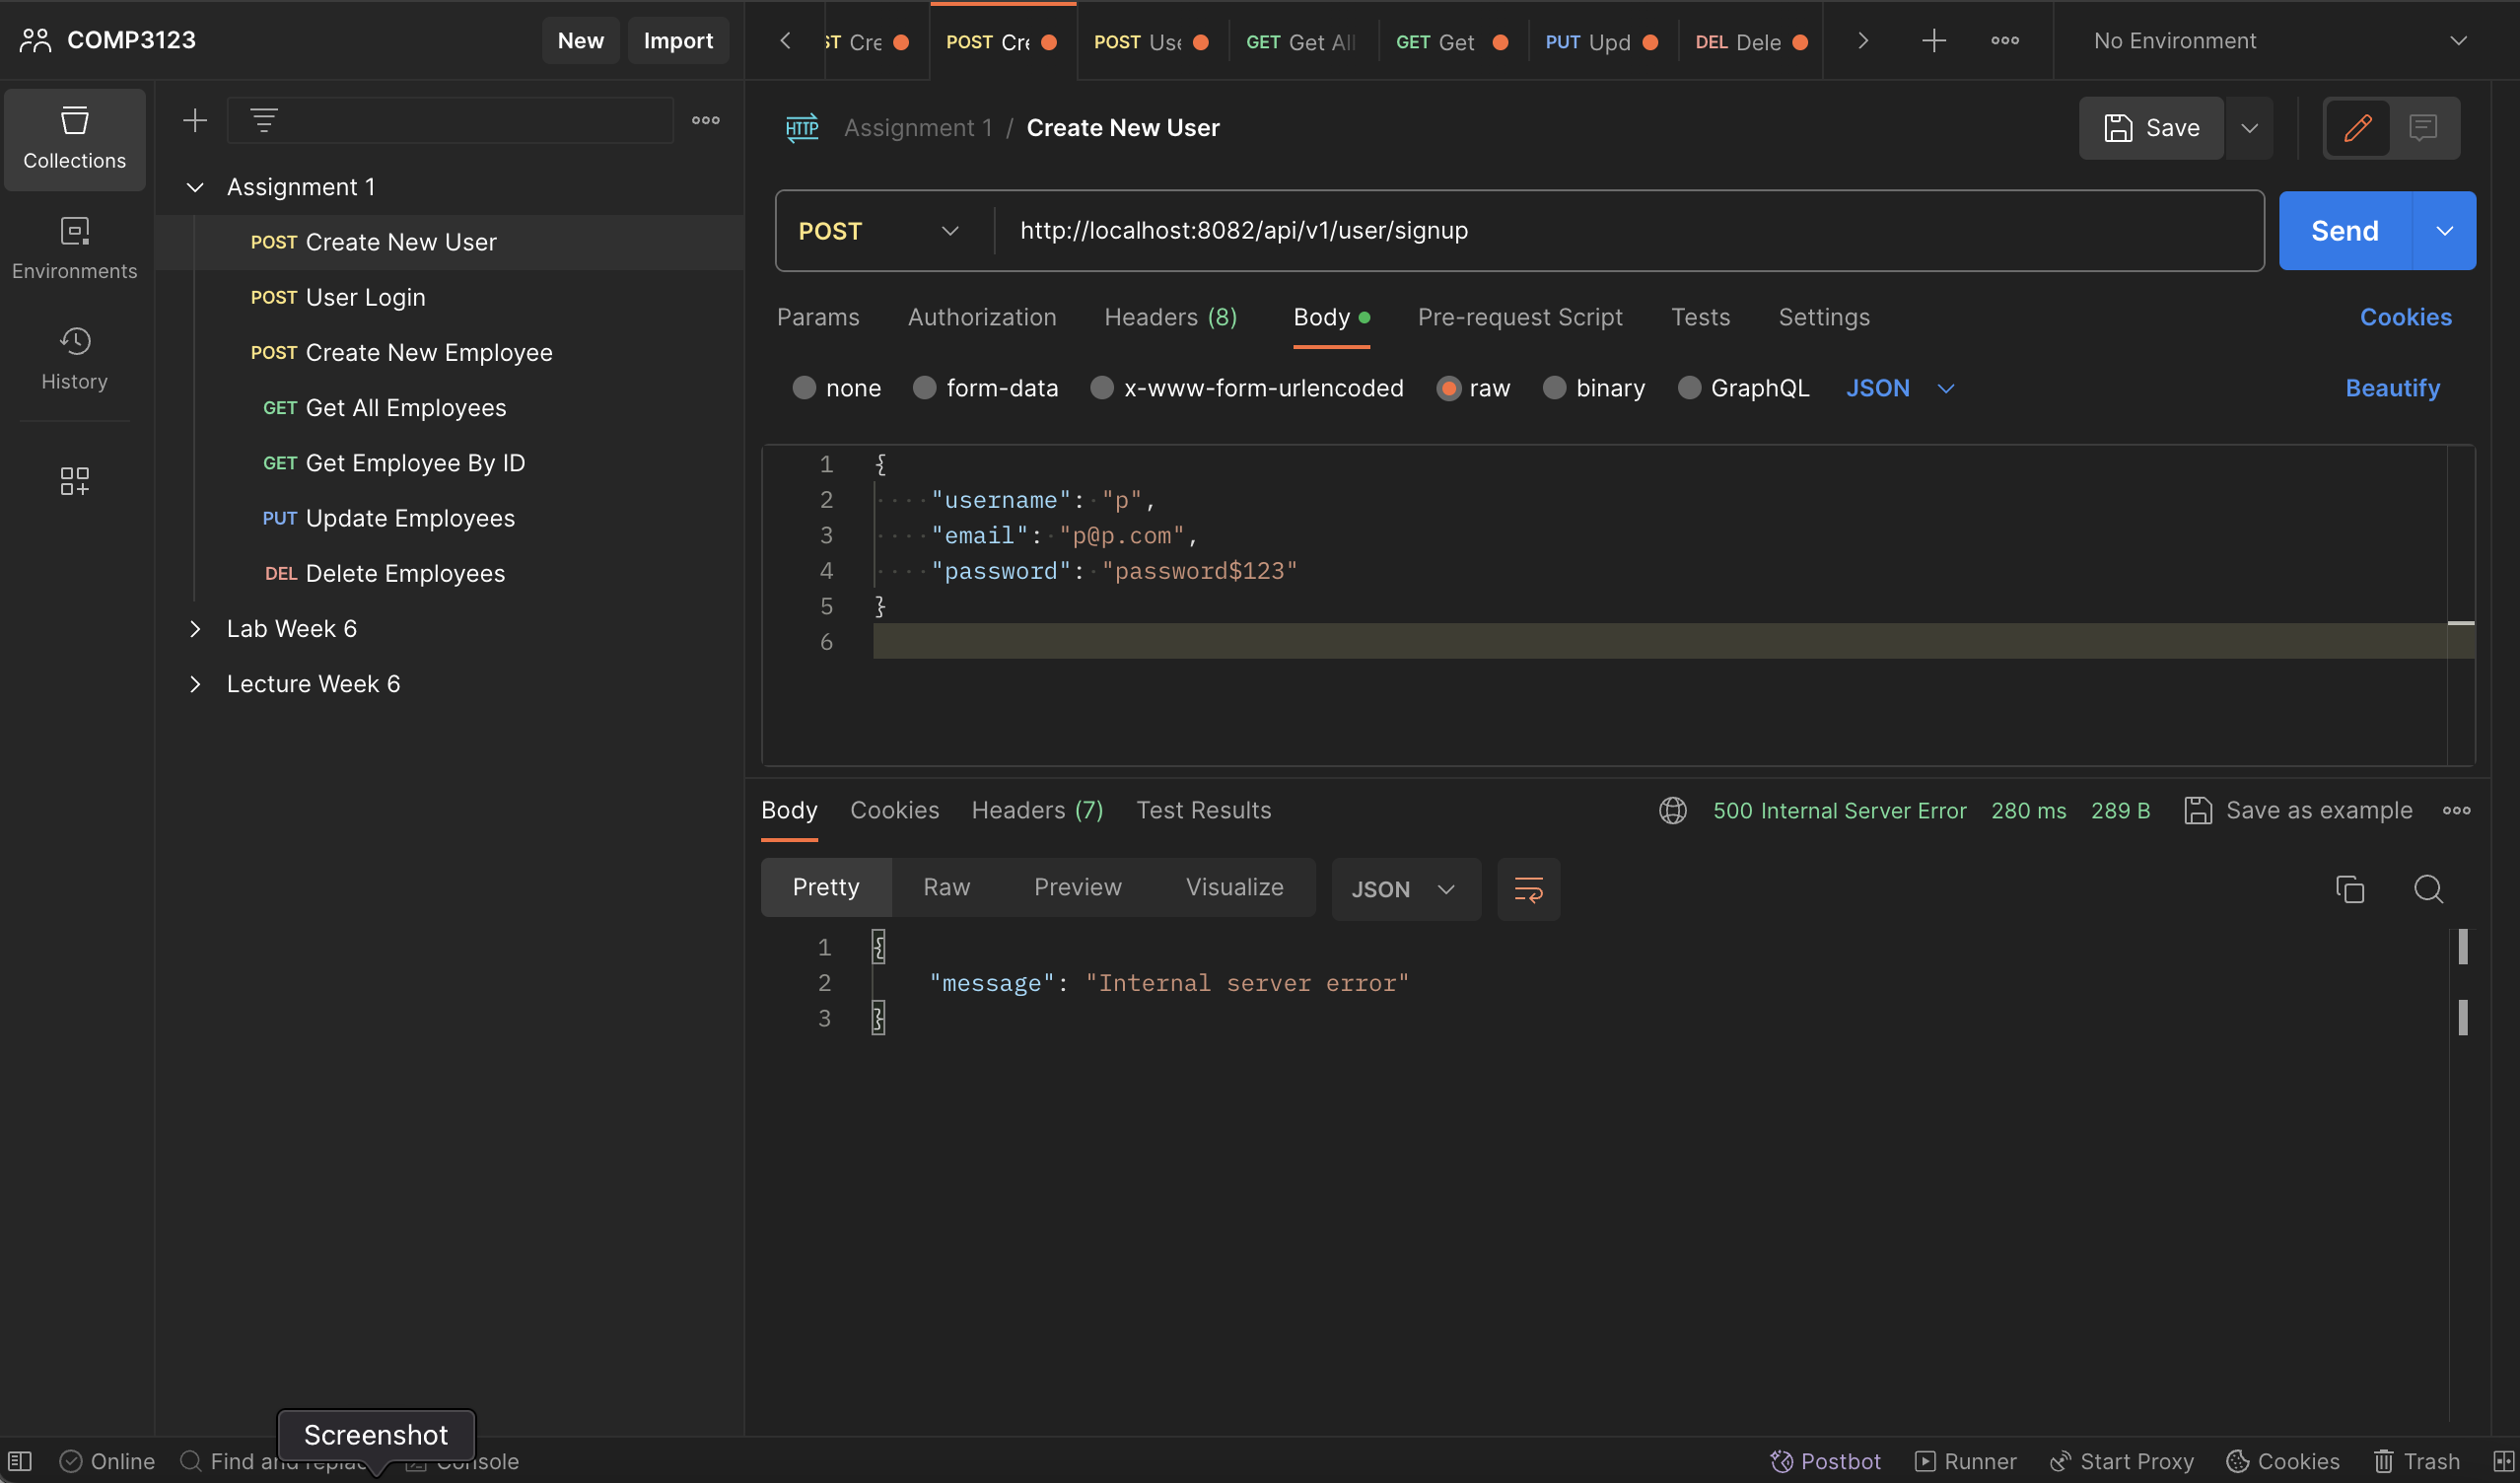 COMP3123
New
Import
Cre
POST Cre
POST Use
GET Get All
GET Get
PUT Upd
DEL Dele
No Environment
Collections
Environments
History
Assignment 1
POST Create New User
POST User Login
POST Create New Employee
GET Get All Employees
GET Get Employee By ID
PUT Update Employees
DEL Delete Employees
Lab Week 6
Lecture Week 6
HTTP
Assignment 1 / Create New User
Save
POST
http://localhost:8082/api/v1/user/signup
Send
Params Authorization Headers (8) Body Pre-request Script Tests Settings Cookies
none form-data x-www-form-urlencoded raw binary GraphQL JSON Beautify
1 {
2 "username": "p",
3 "email": "p@p.com",
4 "password": "password$123"
5 }
6
Body Cookies Headers (7) Test Results
500 Internal Server Error 280 ms 289 B Save as example
Pretty Raw Preview Visualize JSON
1 {
2 "message": "Internal server error"
3 }
Screenshot
Online Find and replace Console
Postbot Runner Start Proxy Cookies Trash